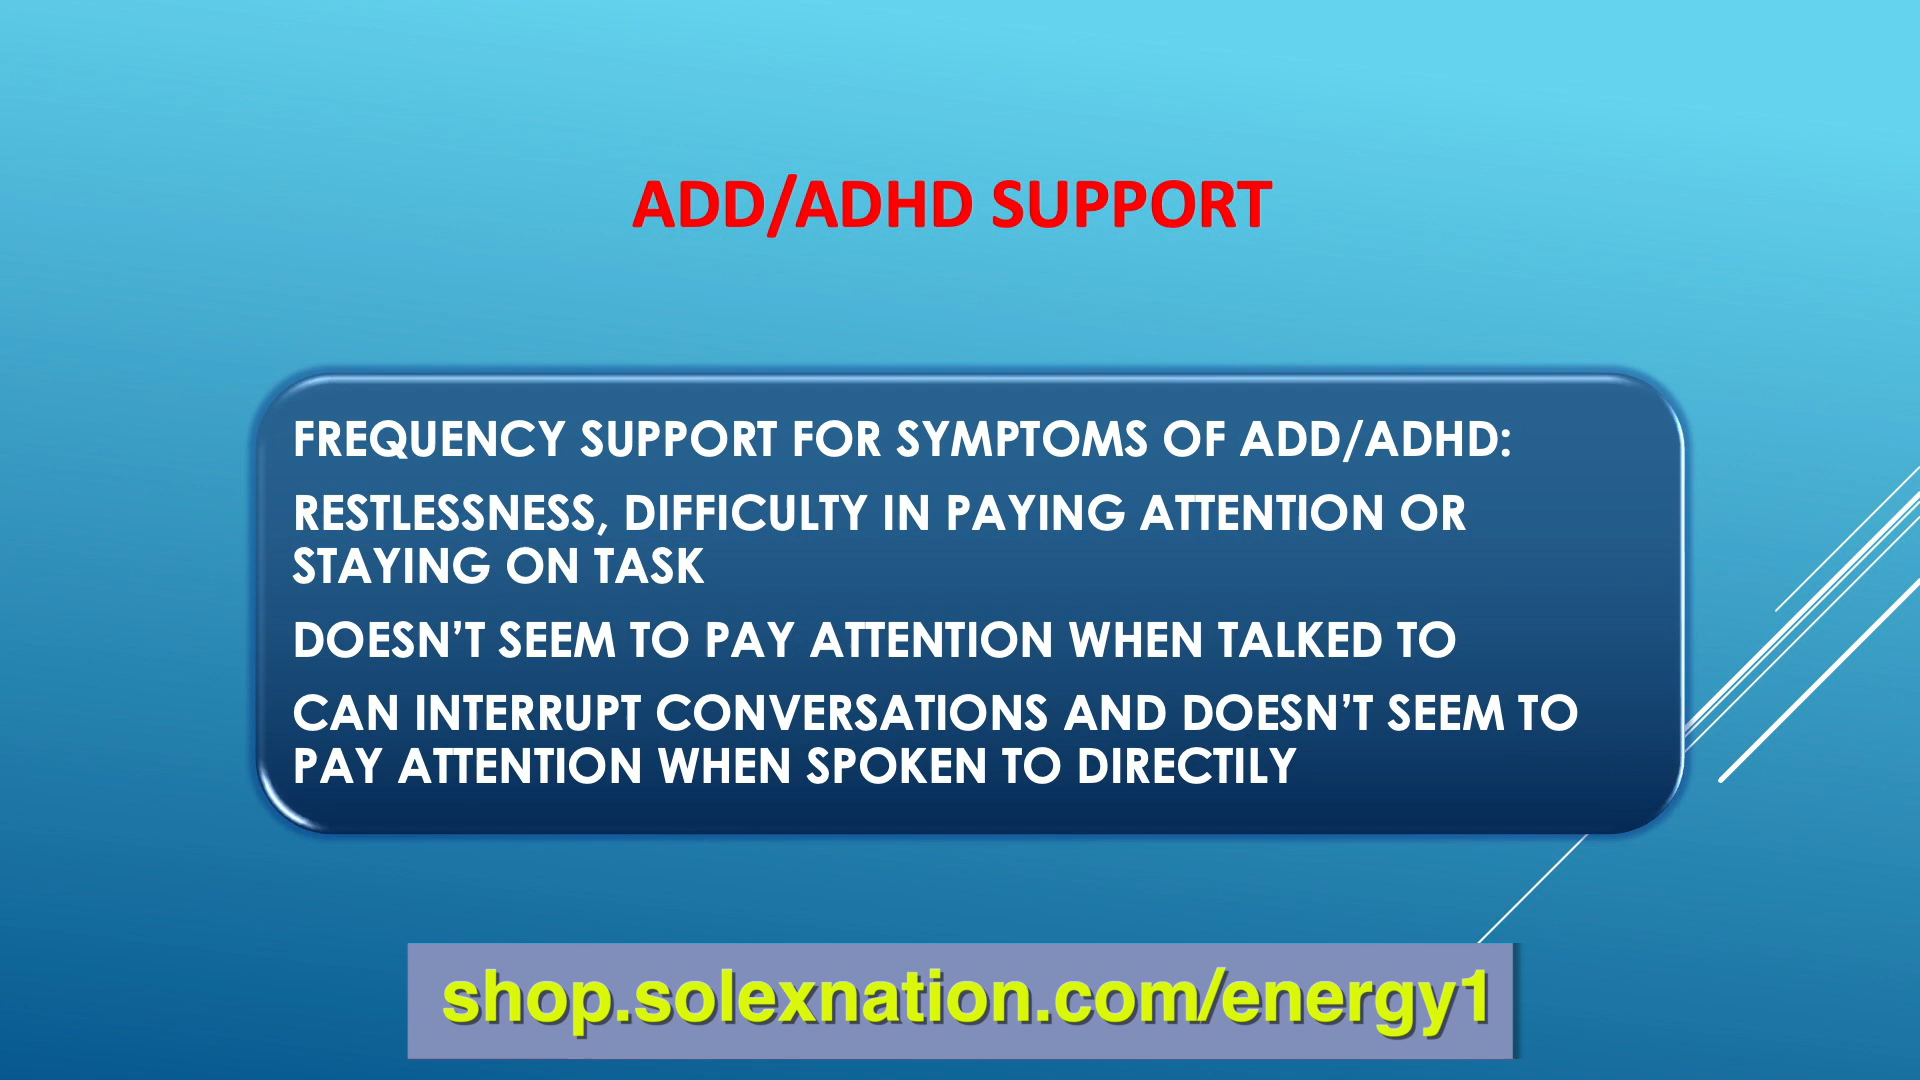 ADD/ADHD SUPPORT
FREQUENCY SUPPORT FOR SYMPTOMS OF ADD/ADHD:
RESTLESSNESS, DIFFICULTY IN PAYING ATTENTION OR
STAYING ON TASK
DOESN’T SEEM TO PAY ATTENTION WHEN TALKED TO
CAN INTERRUPT CONVERSATIONS AND DOESN’T SEEM TO
PAY ATTENTION WHEN SPOKEN TO DIRECTILY
shop.solexnation.com/energy1